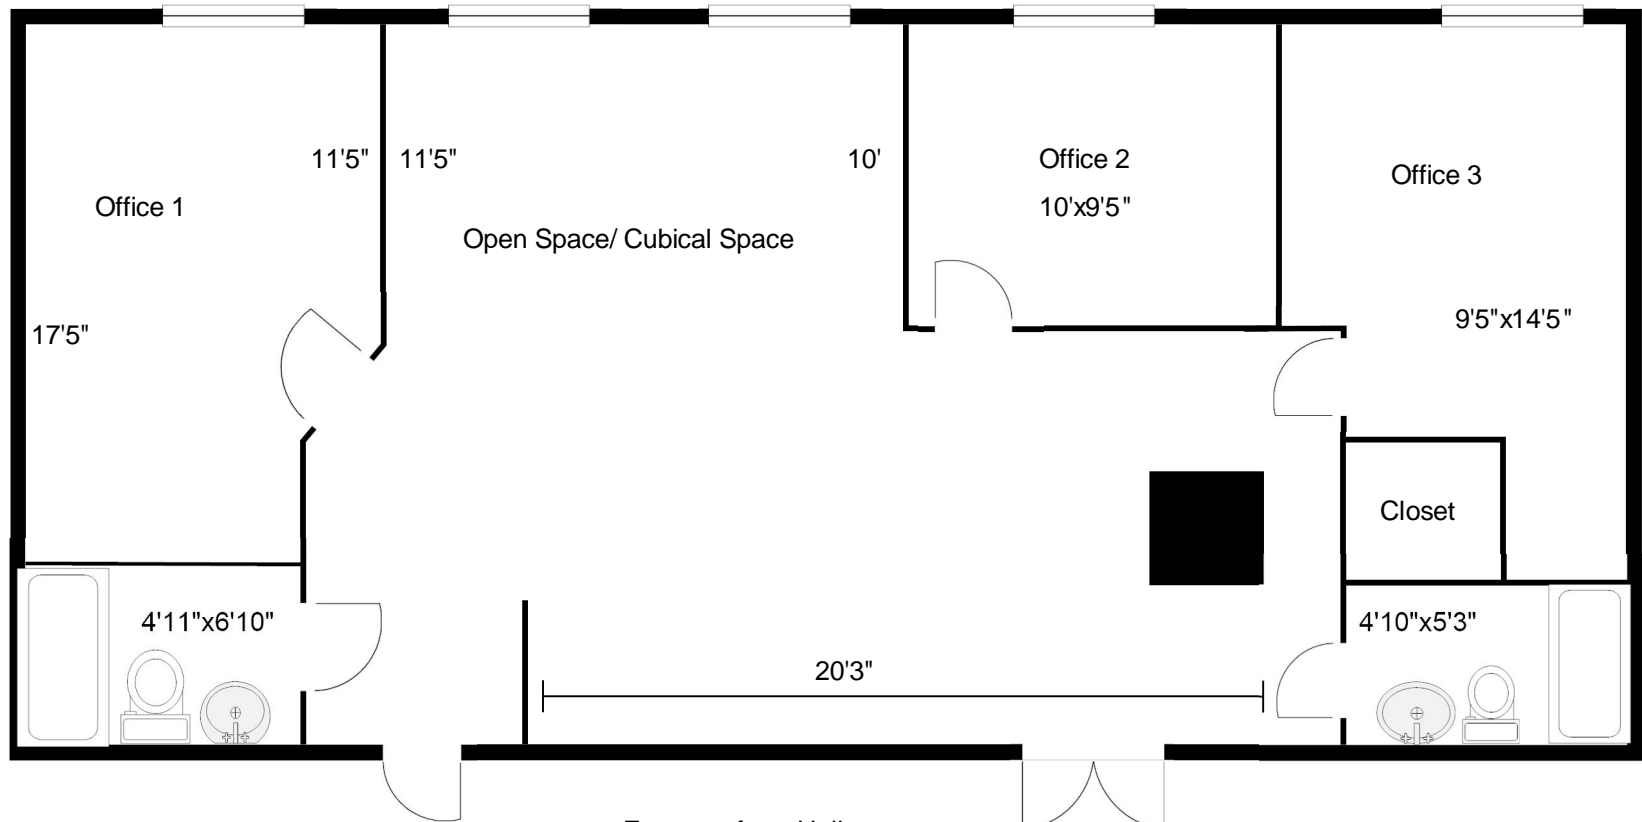 11'5"
11'5"
10'
Office 2
Office 3
Office 1
10'x9'5"
Open Space/ Cubical Space
17'5"
9'5"x14'5"
Closet
4'11"x6'10"
4'10"x5'3"
20'3"